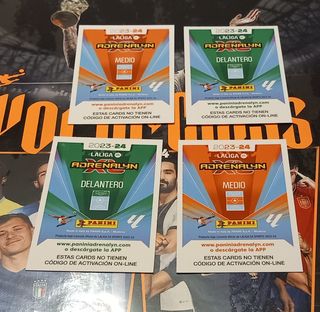 2023-24
LALIGA
ADRENALYN XL
MEDIO
PANINI
www.paniniadrenalyn.com
o descárgate la APP
ESTAS CARDS NO TIENEN
CÓDIGO DE ACTIVACIÓN ON-LINE
2023-24
LALIGA
ADRENALYN XL
DELANTERO
PANINI
www.paniniadrenalyn.com
o descárgate la APP
ESTAS CARDS NO TIENEN
CÓDIGO DE ACTIVACIÓN ON-LINE
2023-24
LALIGA
ADRENALYN XL
DELANTERO
PANINI
www.paniniadrenalyn.com
o descárgate la APP
ESTAS CARDS NO TIENEN
CÓDIGO DE ACTIVACIÓN ON-LINE
2023-24
LALIGA
ADRENALYN XL
MEDIO
PANINI
www.paniniadrenalyn.com
o descárgate la APP
ESTAS CARDS NO TIENEN
CÓDIGO DE ACTIVACIÓN ON-LINE